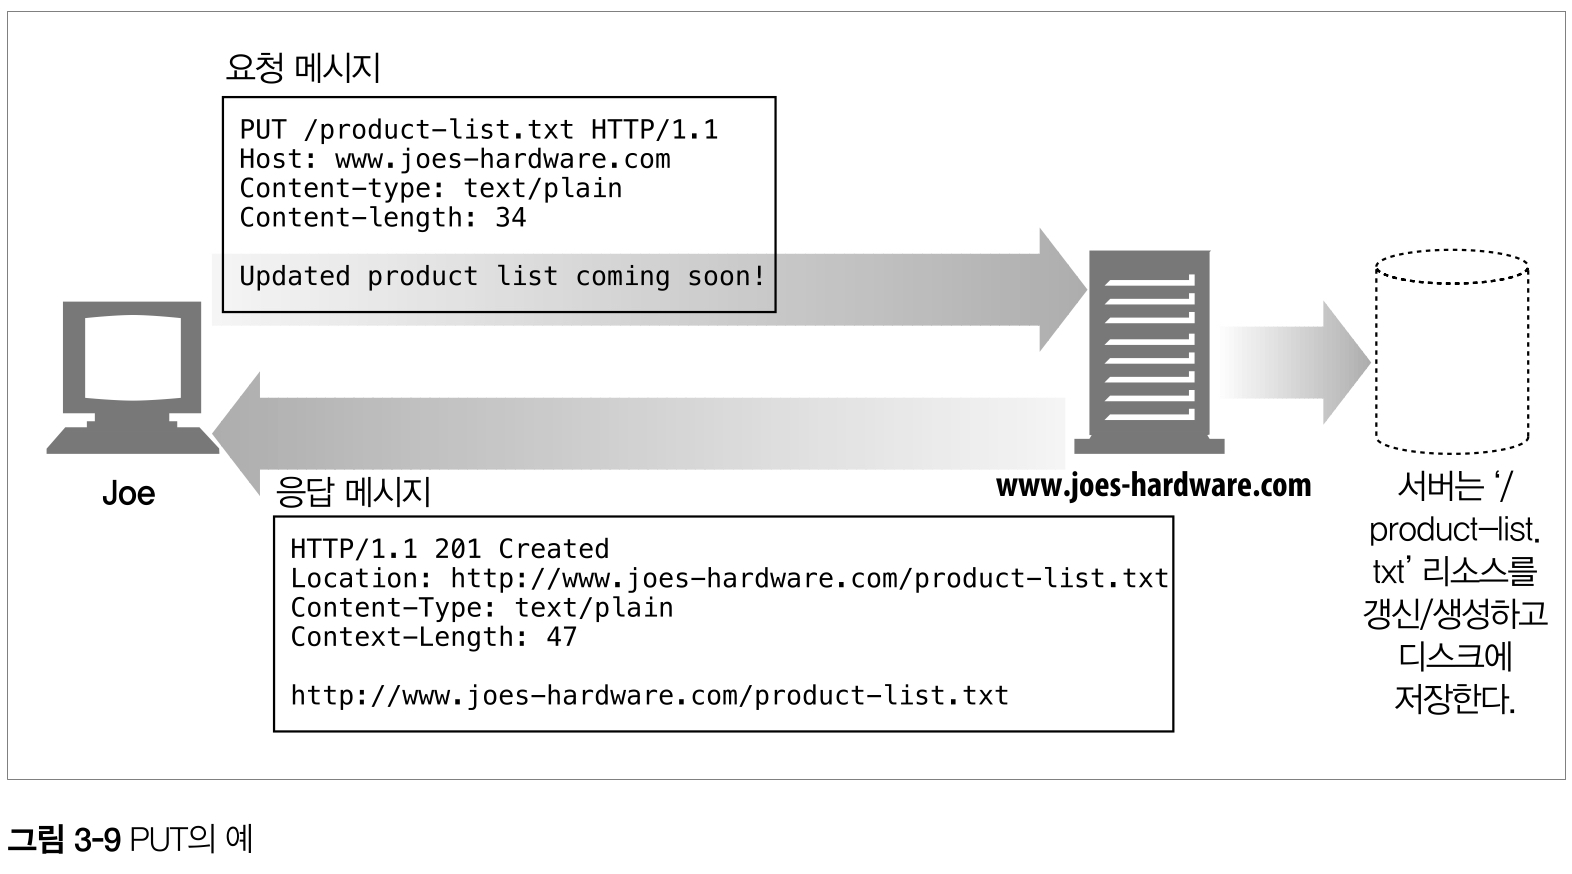 요청 메시지
PUT /product-list.txt HTTP/1.1
Host: www.joes-hardware.com
Content-type: text/plain
Content-length: 34
Updated product list coming soon!
Joe
www.joes-hardware.com
응답 메시지
HTTP/1.1 201 Created
Location: http://www.joes-hardware.com/product-list.txt
Content-Type: text/plain
Context-Length: 47
http://www.joes-hardware.com/product-list.txt
서버는 ‘/
product-list.
txt’ 리소스를
갱신/생성하고
디스크에
저장한다.
그림 3-9 PUT의 예